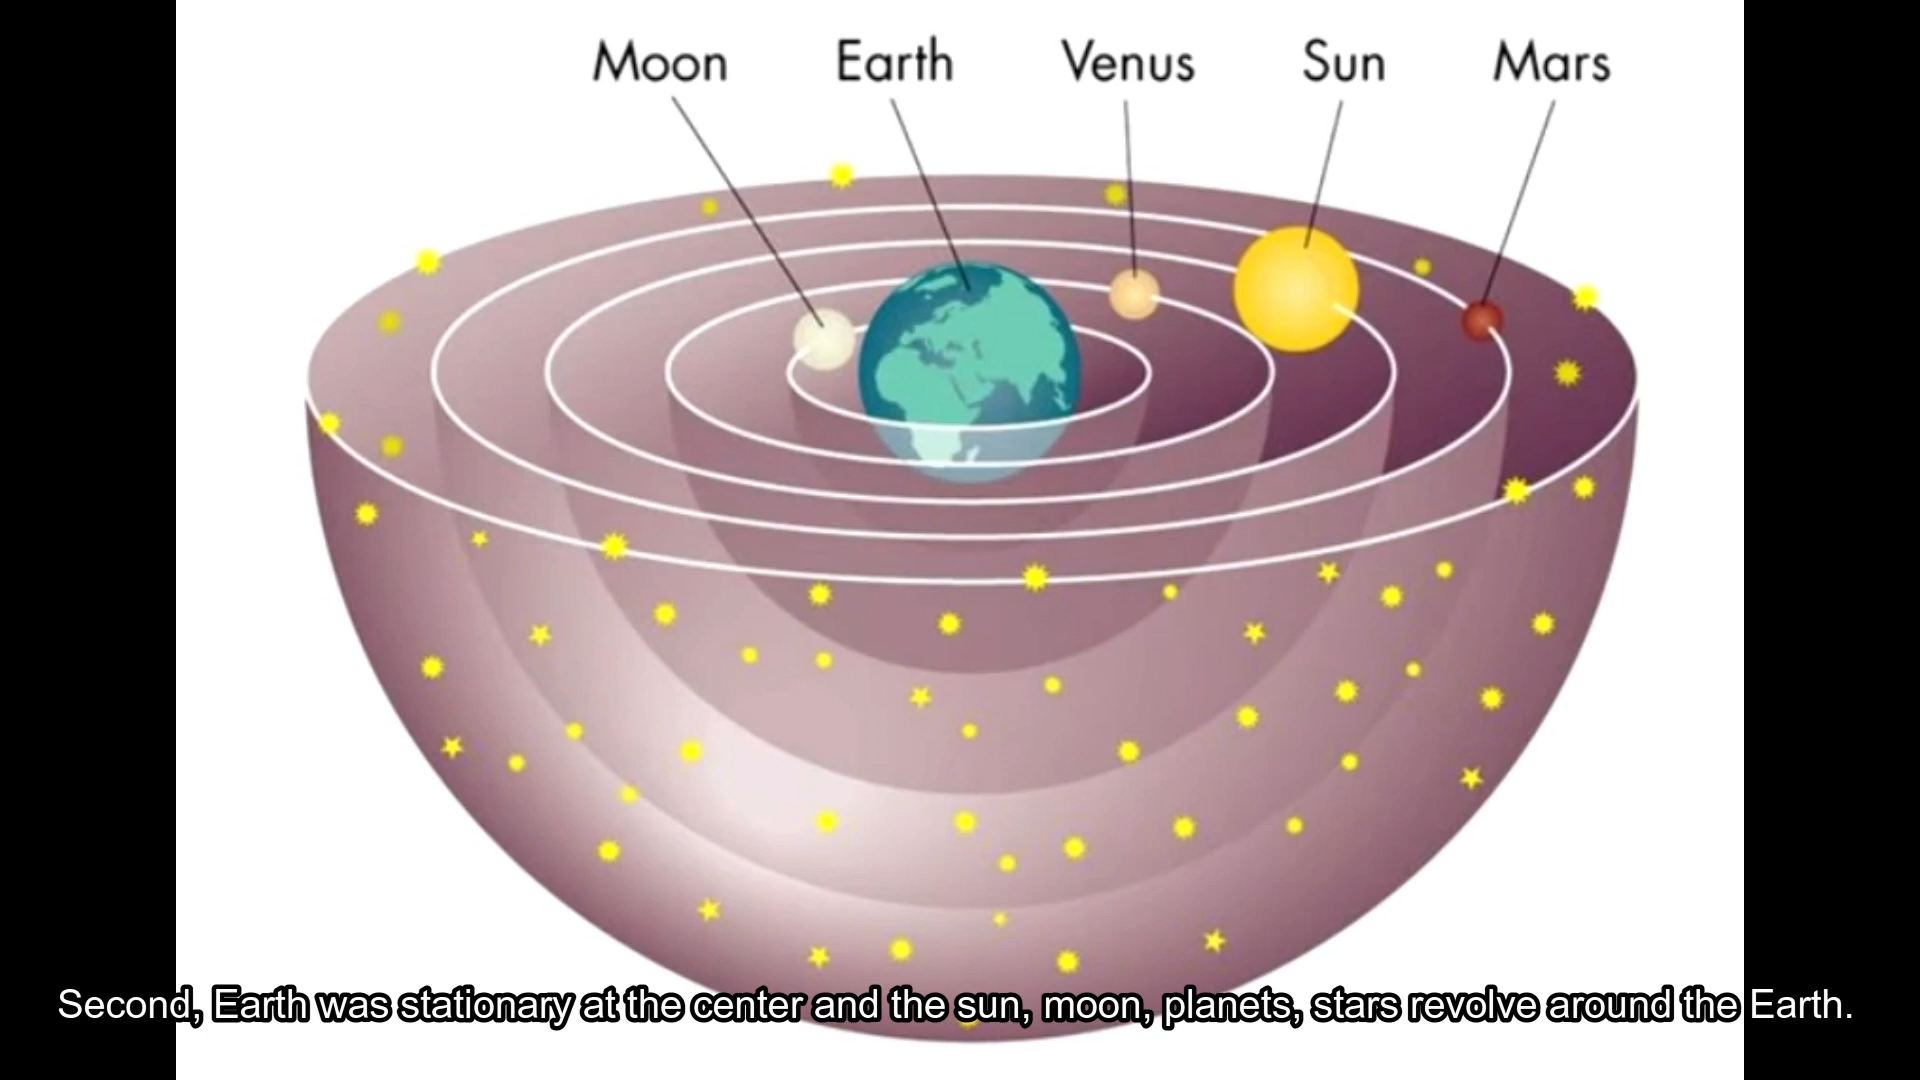 Moon Earth Venus Sun Mars
Second, Earth was stationary at the center and the sun, moon, planets, stars revolve around the Earth.